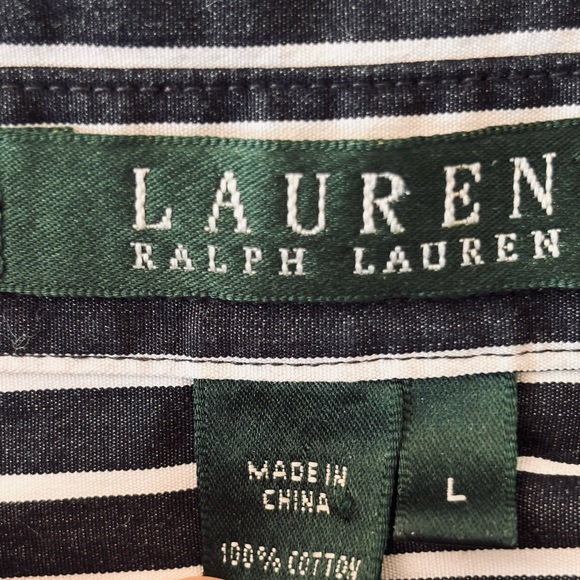 LAUREN
RALPH LAUREN
MADE IN
CHINA
L
100% COTTON